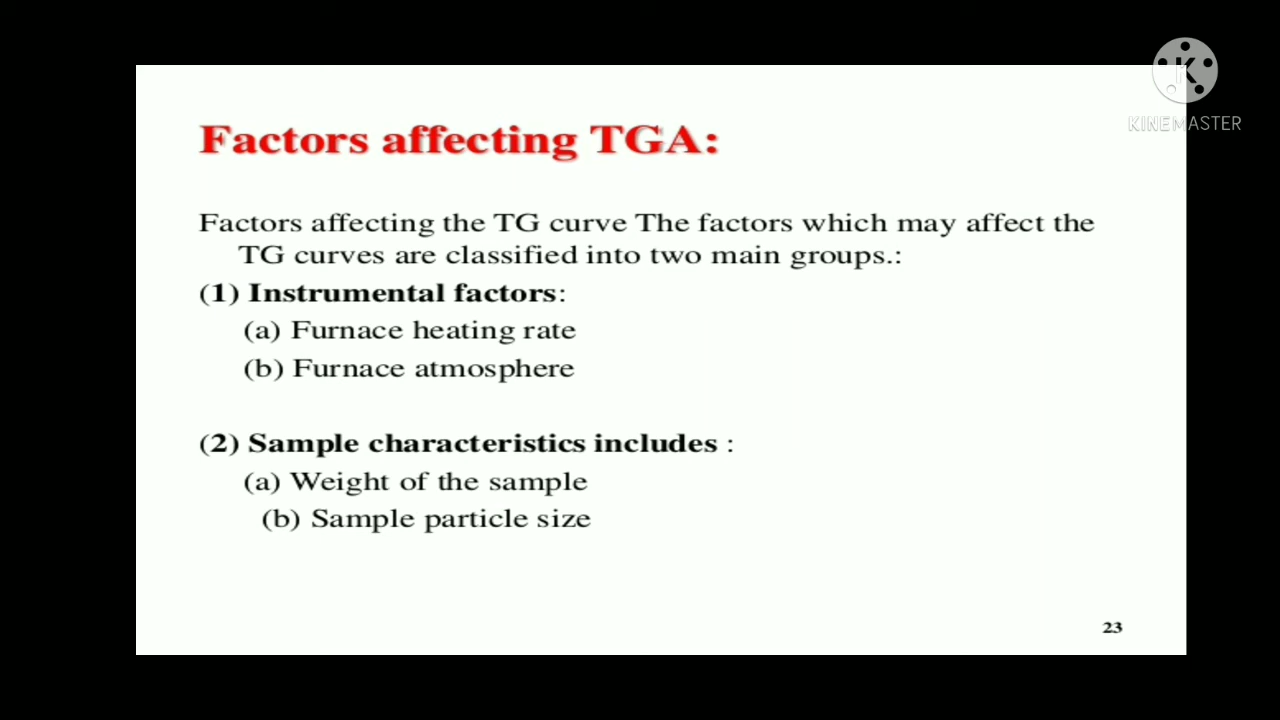 KINEMASTER
Factors affecting TGA:
Factors affecting the TG curve The factors which may affect the
TG curves are classified into two main groups.:
(1) Instrumental factors:
(a) Furnace heating rate
(b) Furnace atmosphere
(2) Sample characteristics includes :
(a) Weight of the sample
(b) Sample particle size
23